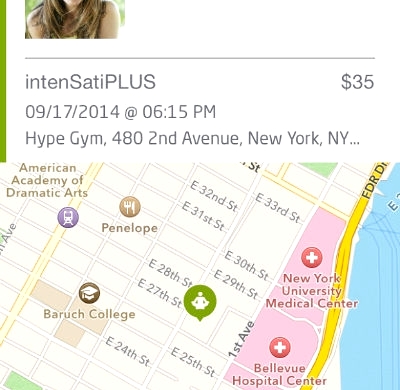 intenSatiPLUS $35
09/17/2014 @ 06:15 PM
Hype Gym, 480 2nd Avenue, New York, NY...
American
Academy of
Dramatic Arts
E 32nd St
E 33rd St
FDR Dr
E 31st St
Penelope
E 30th St
E 28th St
E 29th St
New York
University
Medical Center
E 27th St
Baruch College
1st Ave
E 24th St
E 25th St
Bellevue
Hospital Center